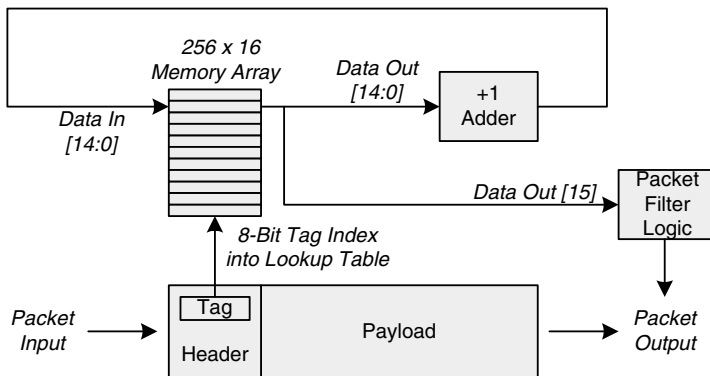 256 x 16
Memory Array
Data Out
[14:0]
+1
Adder
Data In
[14:0]
Data Out [15]
Packet
Filter
Logic
8-Bit Tag Index
into Lookup Table
Tag
Packet
Input
Header
Payload
Packet
Output